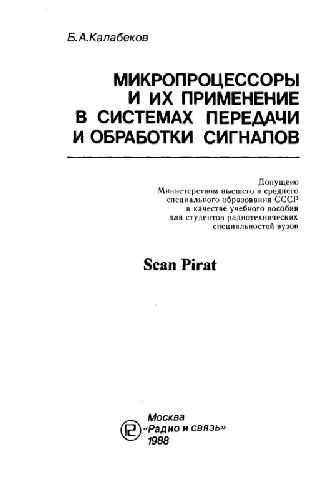 Б.А.Калабеков
МИКРОПРОЦЕССОРЫ
И ИХ ПРИМЕНЕНИЕ
В СИСТЕМАХ ПЕРЕДАЧИ
И ОБРАБОТКИ СИГНАЛОВ
Допущено
Министерством высшего и среднего
специального образования СССР
в качестве учебного пособия
для студентов радиотехнических
специальностей вузов
Scan Pirat
Москва
«Радио и связь»
1988